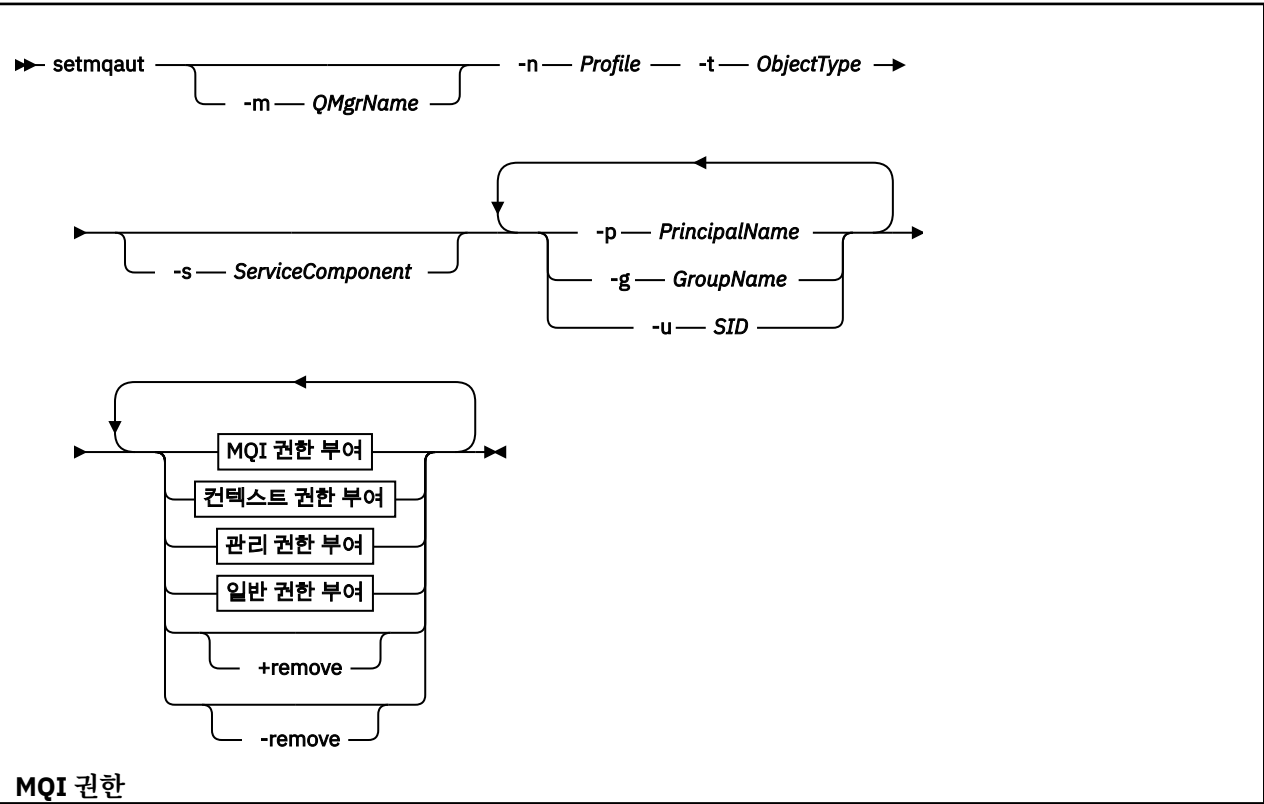 setmqaut -n Profile -t ObjectType
-m QMgrName
-p PrincipalName
-s ServiceComponent
-g GroupName
-u SID
MQI 권한 부여
컨텍스트 권한 부여
관리 권한 부여
일반 권한 부여
+remove
-remove
MQI 권한